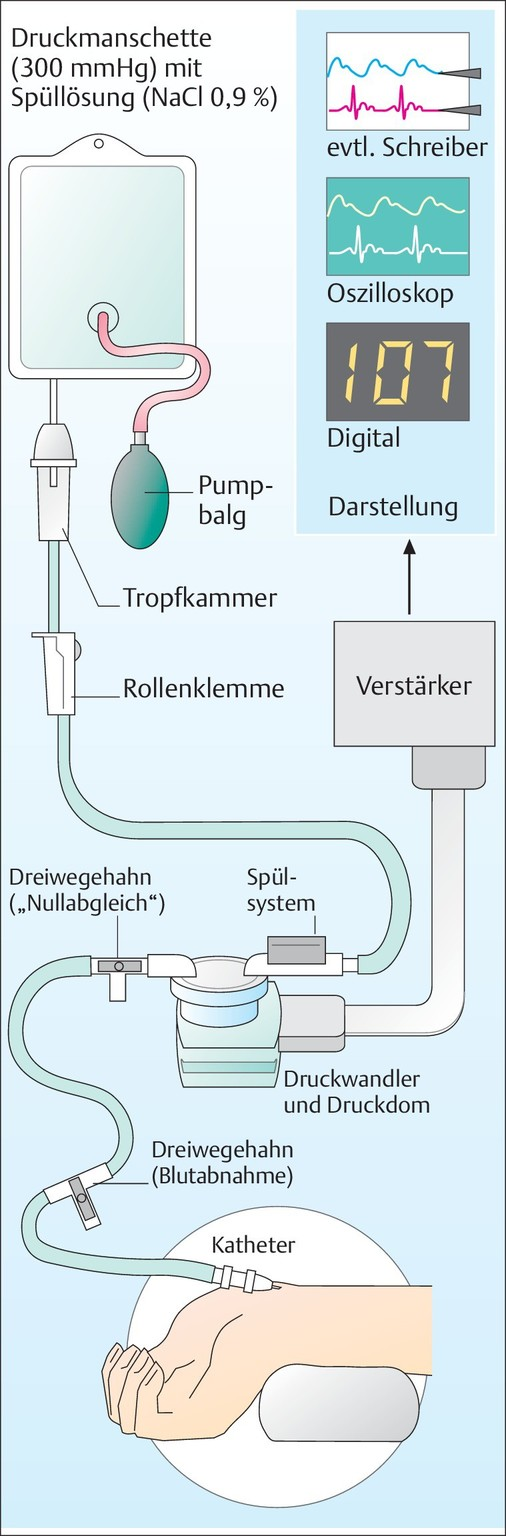 Druckmanschette
(300 mmHg) mit
Spüllösung (NaCl 0,9 %)
evtl. Schreiber
Oszilloskop
107
Digital
Darstellung
Pump-
balg
Tropfkammer
Rollenklemme
Verstärker
Dreiwegehahn
(„Nullabgleich“)
Spül-
system
Druckwandler
und Druckdom
Dreiwegehahn
(Blutabnahme)
Katheter